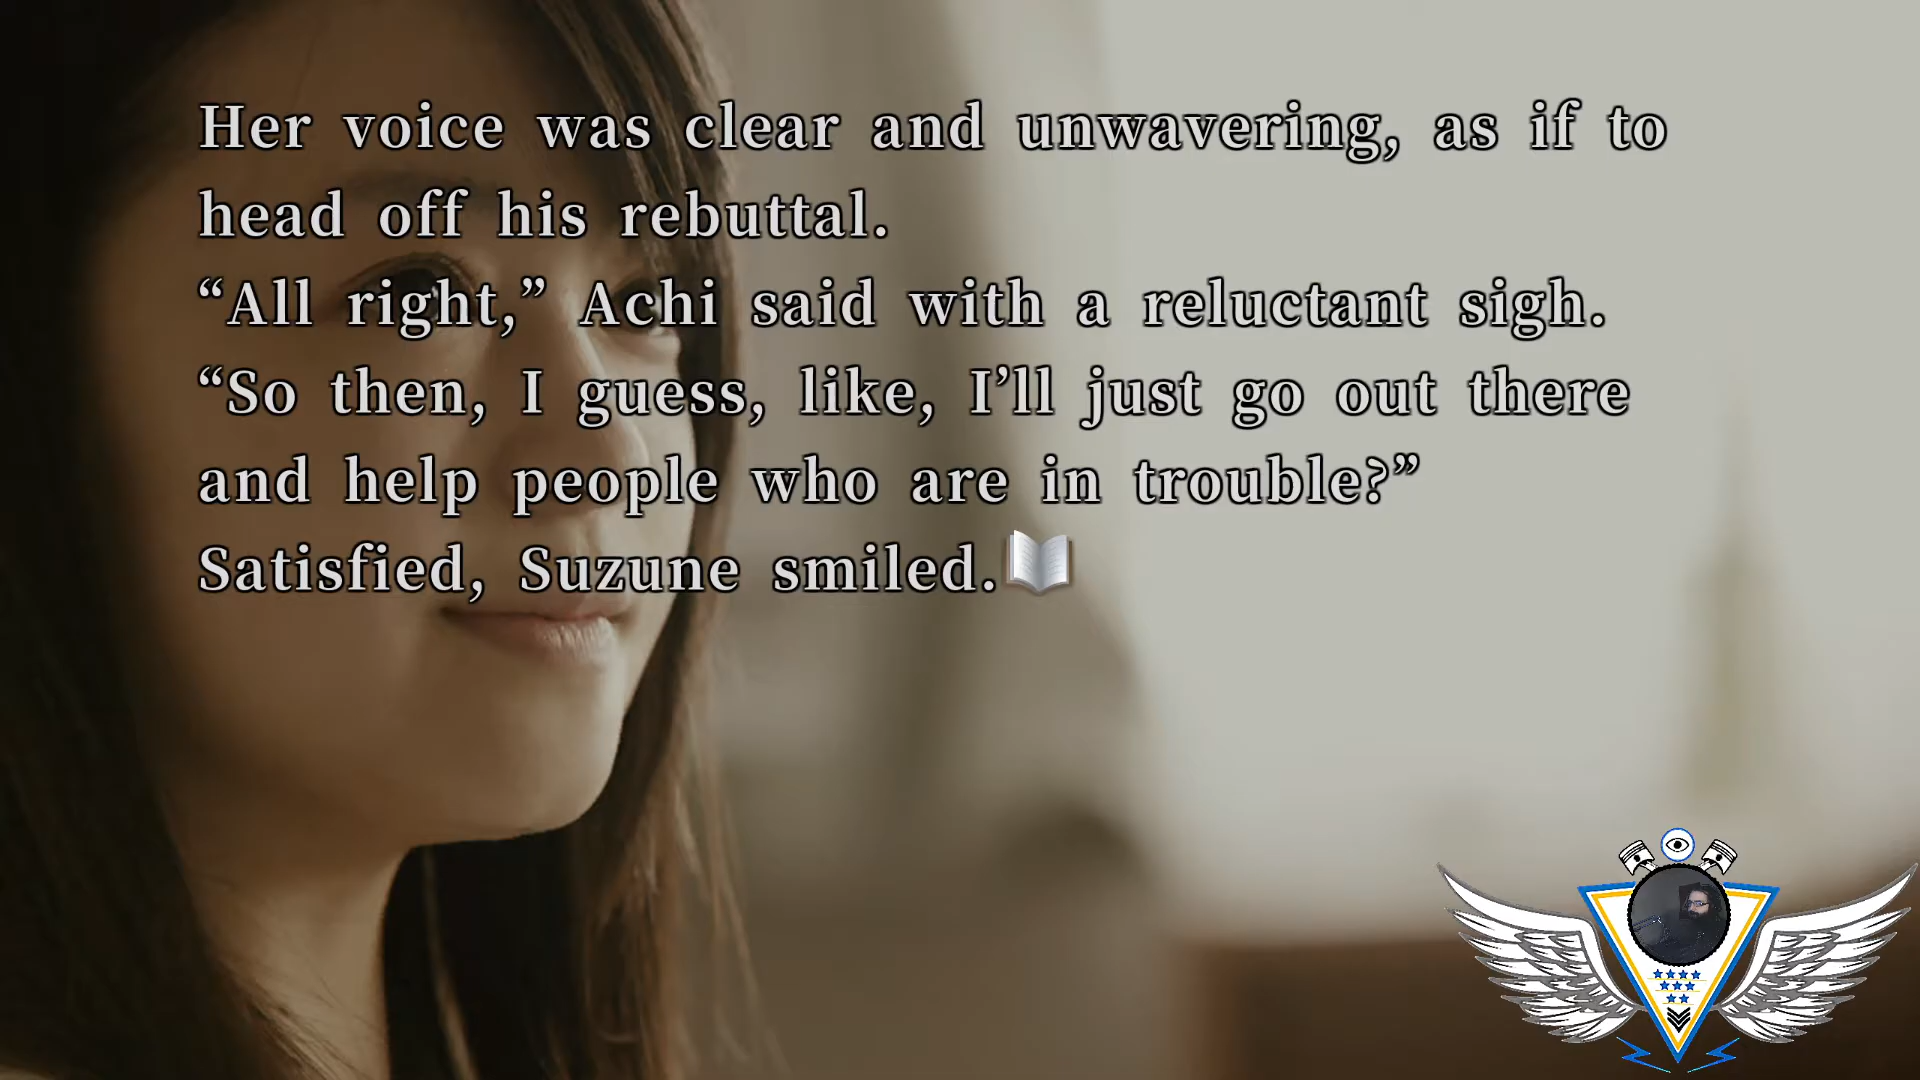 Her voice was clear and unwavering, as if to
head off his rebuttal.
“All right,” Achi said with a reluctant sigh.
“So then, I guess, like, I’ll just go out there
and help people who are in trouble?”
Satisfied, Suzune smiled.